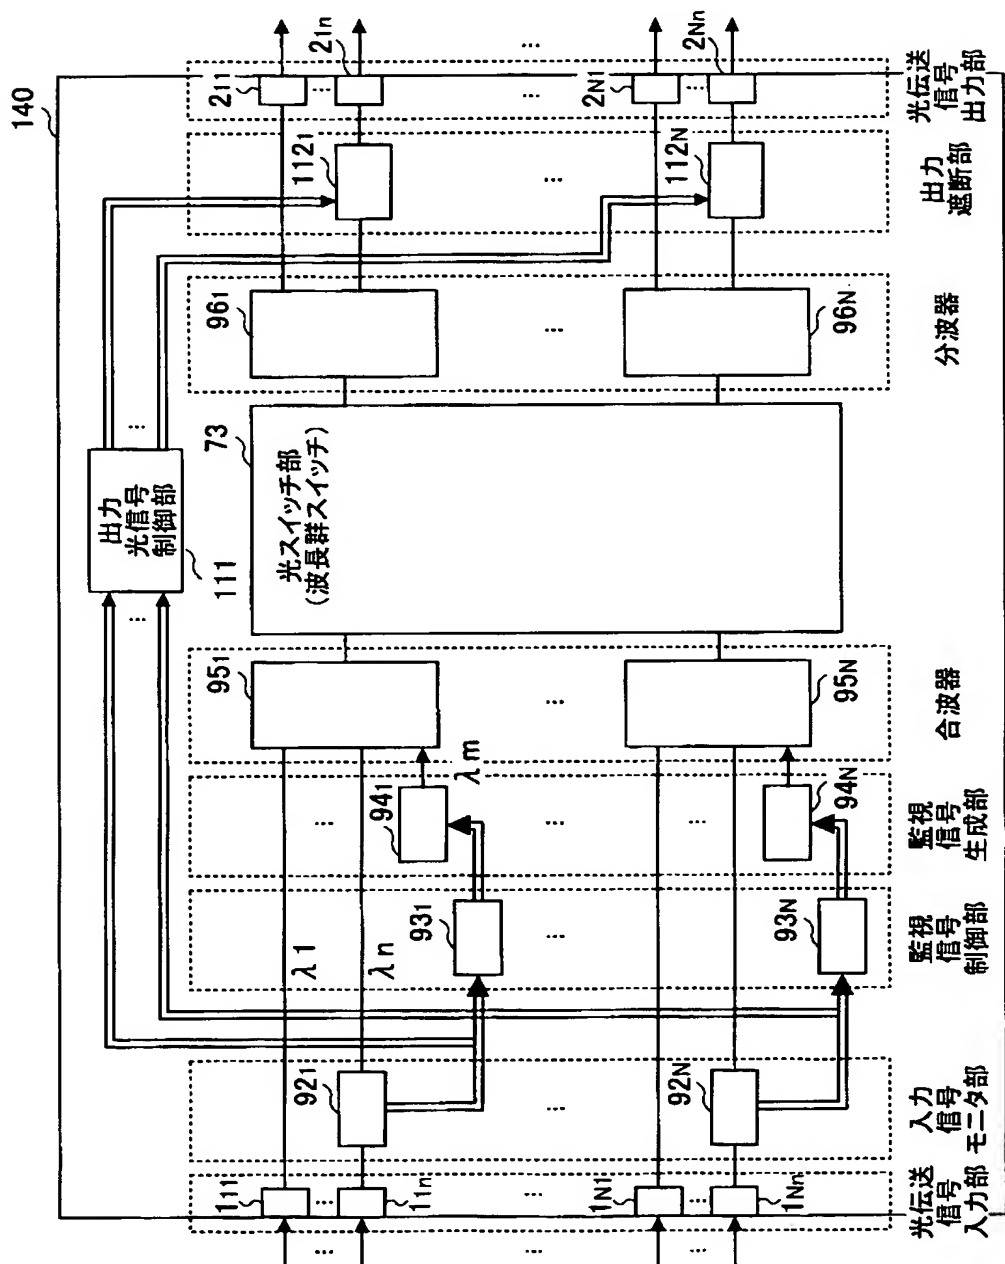 140
出力
光信号
制御部
111
1₁₁
1₁n
1N1
1Nn
92₁
92N
λ1
λn
93₁
93N
94₁
94N
λm
95₁
95N
光スイッチ部
(波長群スイッチ)
73
96₁
96N
112₁
112N
2₁₁
2₁n
2N1
2Nn
光伝送
信号
入力部
入力
信号
モニタ部
監視
信号
制御部
監視
信号
生成部
合波器
分波器
出力
遮断部
光伝送
信号
出力部